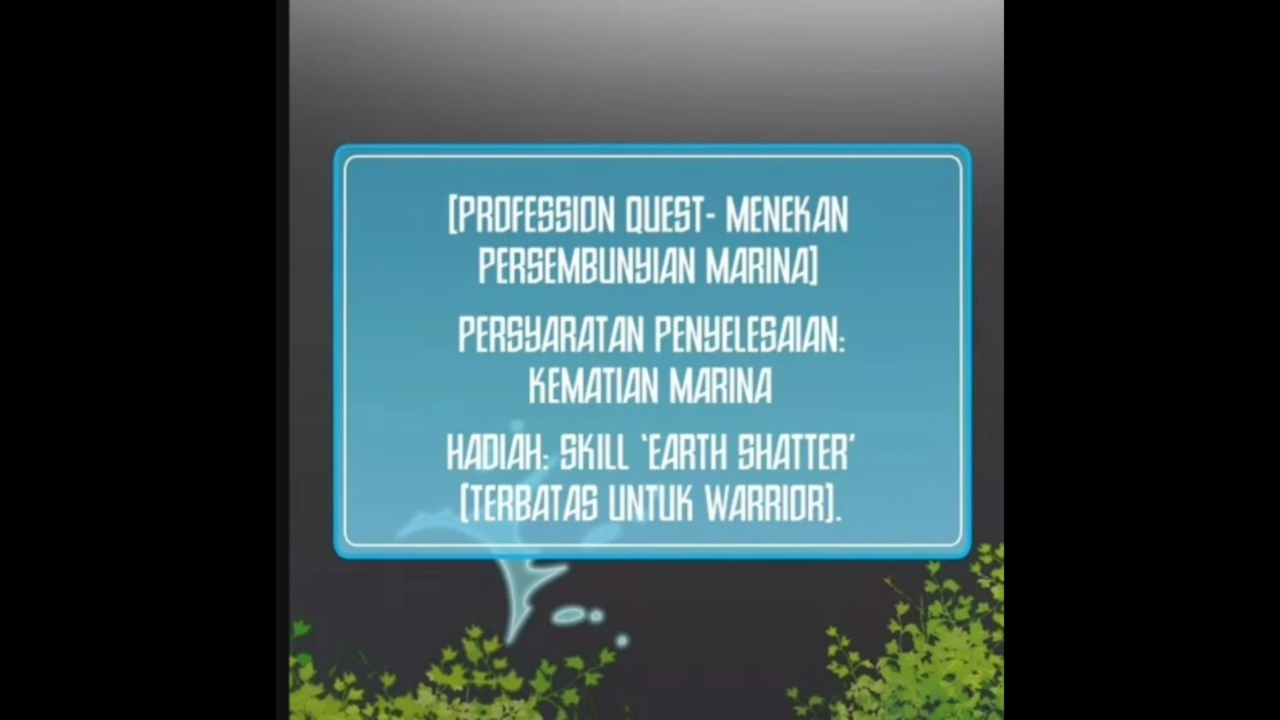 [PROFESSION QUEST- MENEKAN
PERSEMBUNYIAN MARINA]
PERSYARATAN PENYELESAIAN:
KEMATIAN MARINA
HADIAH: SKILL 'EARTH SHATTER'
[TERBATAS UNTUK WARRIOR].